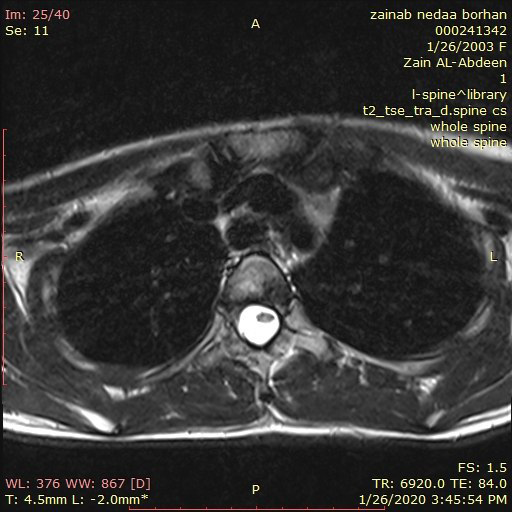 Im: 25/40
Se: 11
A
zainab nedaa borhan
000241342
1/26/2003 F
Zain AL-Abdeen
1
l-spine^library
t2_tse_tra_d.spine cs
whole spine
whole spine
R
L
WL: 376 WW: 867 [D]
T: 4.5mm L: -2.0mm*
P
FS: 1.5
TR: 6920.0 TE: 84.0
1/26/2020 3:45:54 PM